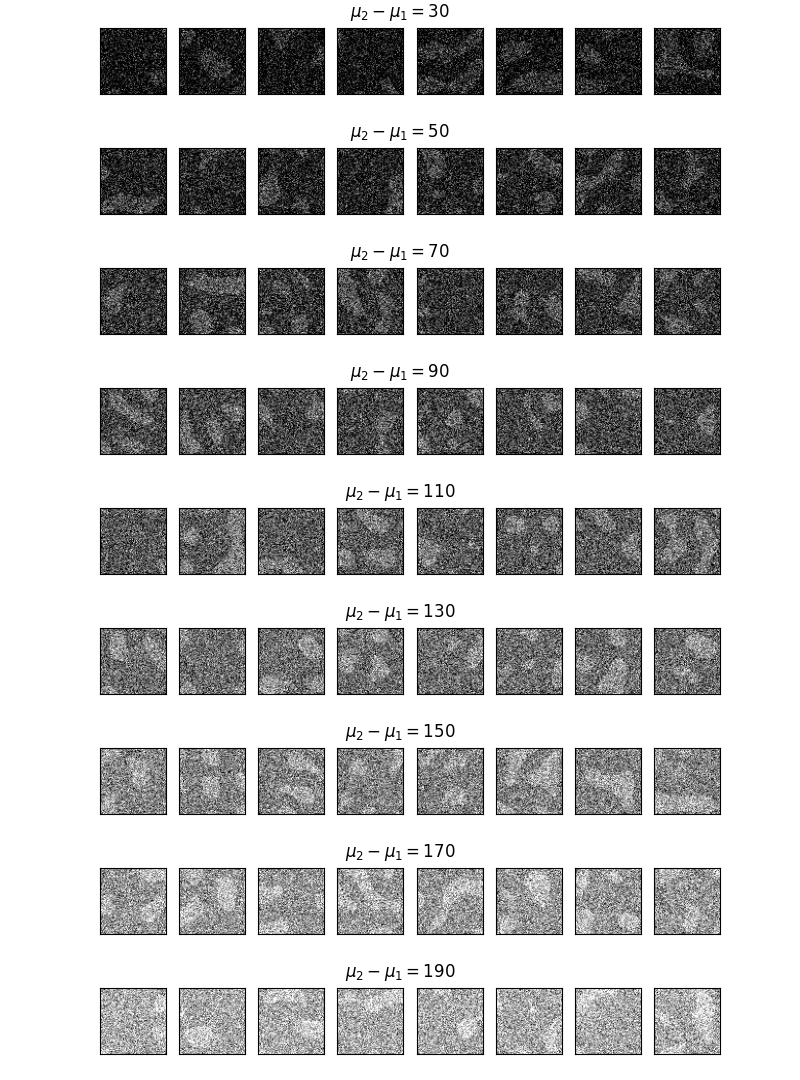 μ₂ − μ₁ = 30
μ₂ − μ₁ = 50
μ₂ − μ₁ = 70
μ₂ − μ₁ = 90
μ₂ − μ₁ = 110
μ₂ − μ₁ = 130
μ₂ − μ₁ = 150
μ₂ − μ₁ = 170
μ₂ − μ₁ = 190